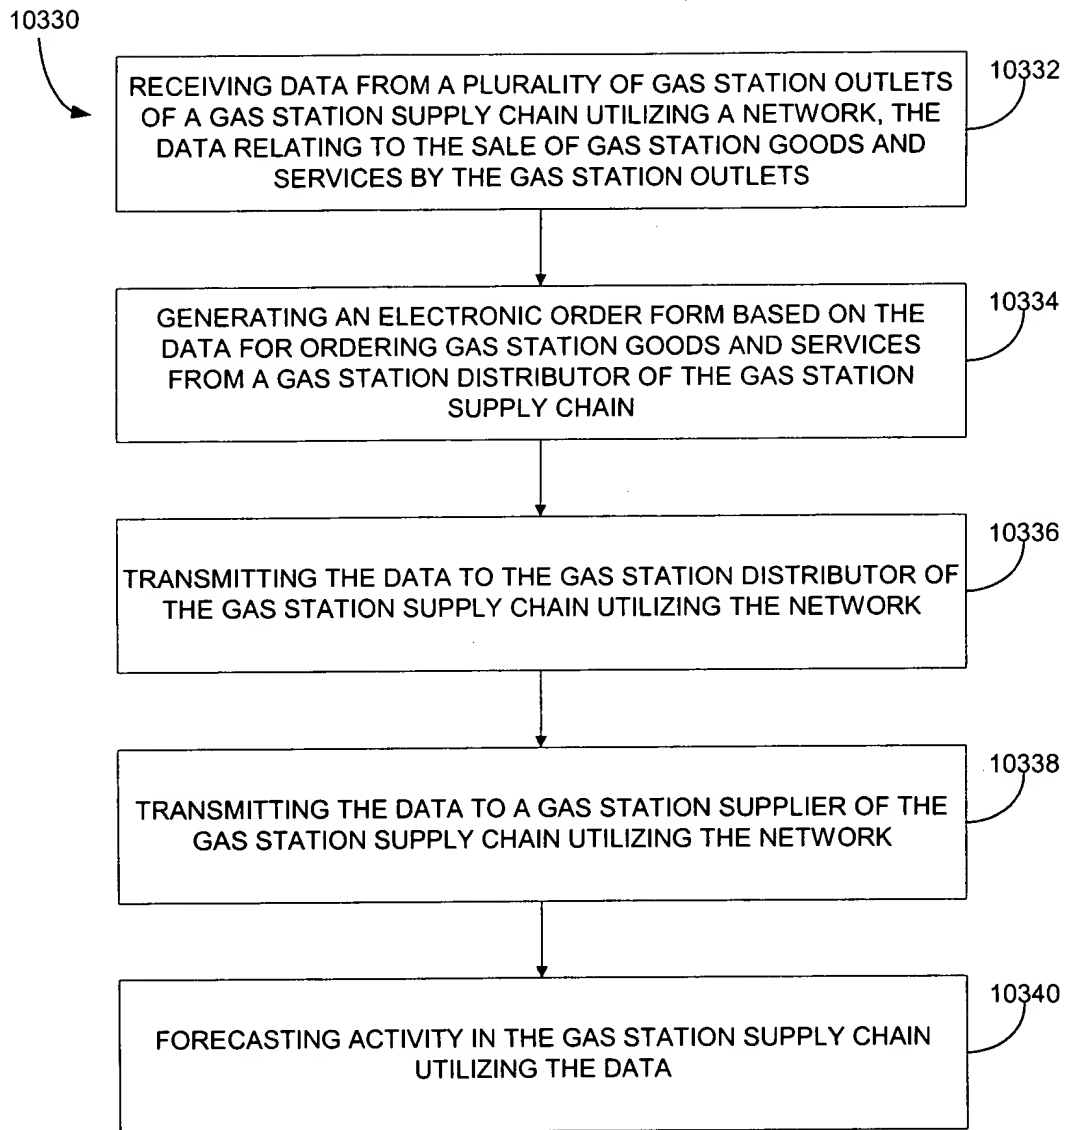 10330
RECEIVING DATA FROM A PLURALITY OF GAS STATION OUTLETS
OF A GAS STATION SUPPLY CHAIN UTILIZING A NETWORK, THE
DATA RELATING TO THE SALE OF GAS STATION GOODS AND
SERVICES BY THE GAS STATION OUTLETS
10332
GENERATING AN ELECTRONIC ORDER FORM BASED ON THE
DATA FOR ORDERING GAS STATION GOODS AND SERVICES
FROM A GAS STATION DISTRIBUTOR OF THE GAS STATION
SUPPLY CHAIN
10334
TRANSMITTING THE DATA TO THE GAS STATION DISTRIBUTOR OF
THE GAS STATION SUPPLY CHAIN UTILIZING THE NETWORK
10336
TRANSMITTING THE DATA TO A GAS STATION SUPPLIER OF THE
GAS STATION SUPPLY CHAIN UTILIZING THE NETWORK
10338
FORECASTING ACTIVITY IN THE GAS STATION SUPPLY CHAIN
UTILIZING THE DATA
10340